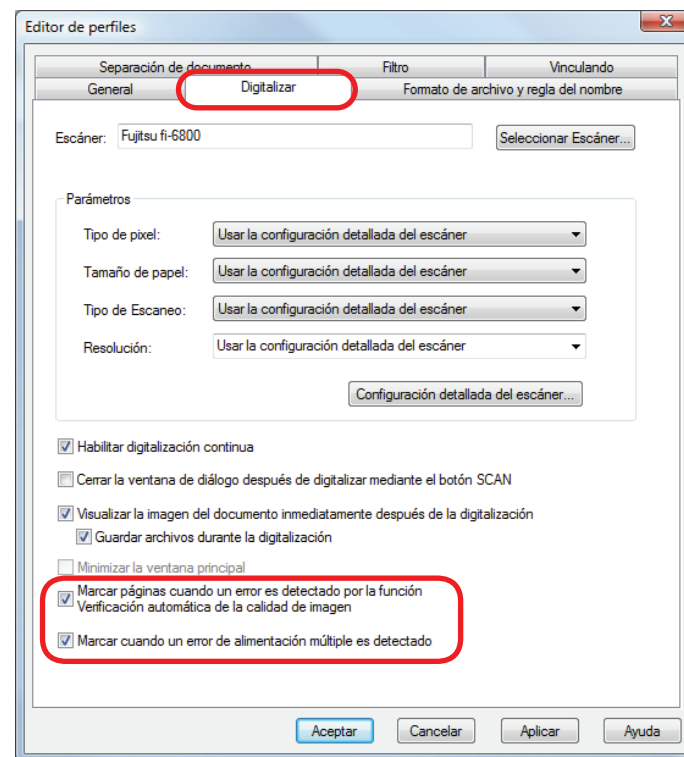 Editor de perfiles
Separación de documento Filtro Vinculando
General Digitalizar Formato de archivo y regla del nombre
Escáner: Fujitsu fi-6800 Seleccionar Escáner...
Parámetros
Tipo de pixel: Usar la configuración detallada del escáner
Tamaño de papel: Usar la configuración detallada del escáner
Tipo de Escaneo: Usar la configuración detallada del escáner
Resolución: Usar la configuración detallada del escáner
Configuración detallada del escáner...
Habilitar digitalización continua
Cerrar la ventana de diálogo después de digitalizar mediante el botón SCAN
Visualizar la imagen del documento inmediatamente después de la digitalización
Guardar archivos durante la digitalización
Minimizar la ventana principal
Marcar páginas cuando un error es detectado por la función
Verificación automática de la calidad de imagen
Marcar cuando un error de alimentación múltiple es detectado
Aceptar Cancelar Aplicar Ayuda